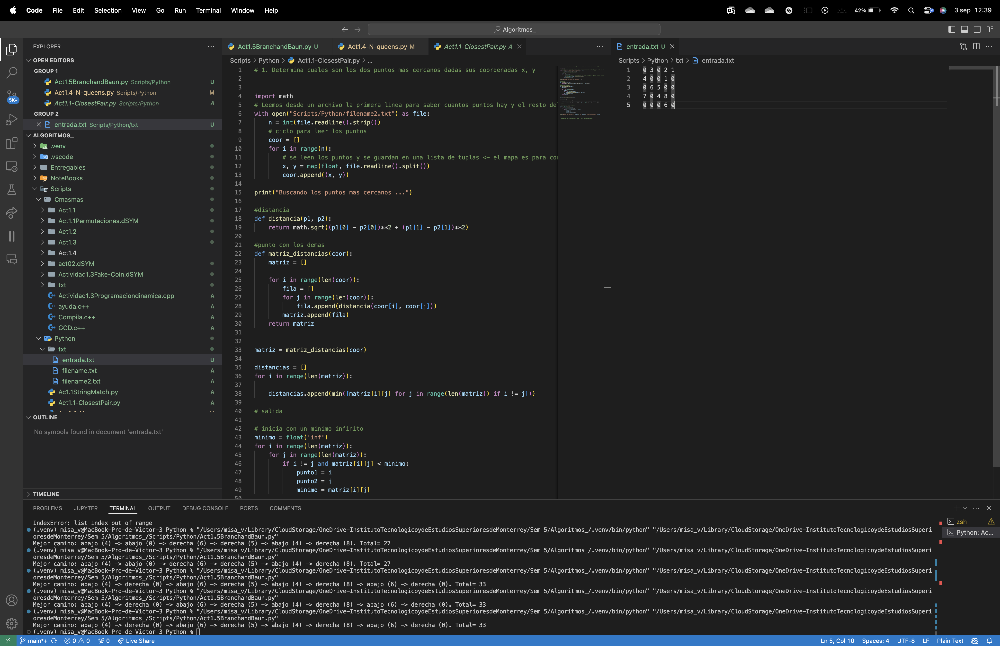 Code File Edit Selection View Go Run Terminal Window Help
42% 3 sep 12:39
Algoritmos_
EXPLORER
OPEN EDITORS
GROUP 1
Act1.5BranchandBaun.py Scripts/Python U
Act1.4-N-queens.py Scripts/Python M
Act1.1-ClosestPair.py Scripts/Python A
GROUP 2
entrada.txt Scripts/Python/txt U
ALGORITMOS_
.venv
.vscode
Entregables
NoteBooks
Scripts
Cmasmas
Act1.1
Act1.1Permutaciones.dSYM
Act1.2
Act1.3
Act1.4
act02.dSYM
Actividad1.3Fake-Coin.dSYM
txt
Actividad1.3Programaciondinamica.cpp A
ayuda.c++ A
Compila.c++ A
GCD.c++ A
Python
txt
entrada.txt U
filename.txt A
filename2.txt A
Ac1.1StringMatch.py A
Act1.1-ClosestPair.py A
OUTLINE
No symbols found in document 'entrada.txt'
TIMELINE
5K+
Act1.5BranchandBaun.py U Act1.4-N-queens.py M Act1.1-ClosestPair.py A
Scripts > Python > Act1.1-ClosestPair.py > ...
1 # 1. Determina cuales son los dos puntos mas cercanos dadas sus coordenadas x, y
2
3
4 import math
5 # Leemos desde un archivo la primera linea para saber cuantos puntos hay y el resto de
6 with open("Scripts/Python/filename2.txt") as file:
7 n = int(file.readline().strip())
8 # ciclo para leer los puntos
9 coor = []
10 for i in range(n):
11 # se leen los puntos y se guardan en una lista de tuplas <- el mapa es para co
12 x, y = map(float, file.readline().split())
13 coor.append((x, y))
14
15 print("Buscando los puntos mas cercanos ...")
16
17 #distancia
18 def distancia(p1, p2):
19 return math.sqrt((p1[0] - p2[0])**2 + (p1[1] - p2[1])**2)
20
21 #punto con los demas
22 def matriz_distancias(coor):
23 matriz = []
24
25 for i in range(len(coor)):
26 fila = []
27 for j in range(len(coor)):
28 fila.append(distancia(coor[i], coor[j]))
29 matriz.append(fila)
30 return matriz
31
32
33 matriz = matriz_distancias(coor)
34
35 distancias = []
36 for i in range(len(matriz)):
37
38 distancias.append(min([matriz[i][j] for j in range(len(matriz)) if i != j]))
39
40 # salida
41
42 # inicia con un minimo infinito
43 minimo = float('inf')
44 for i in range(len(matriz)):
45 for j in range(len(matriz)):
46 if i != j and matriz[i][j] < minimo:
47 punto1 = i
48 punto2 = j
49 minimo = matriz[i][j]
50
entrada.txt U
Scripts > Python > txt > entrada.txt
1 0 3 0 2 1
2 4 0 0 1 0
3 0 6 5 0 0
4 7 0 4 8 0
5 0 0 0 6 0
PROBLEMS JUPYTER TERMINAL OUTPUT DEBUG CONSOLE PORTS COMMENTS
IndexError: list index out of range
(.venv) misa_v@MacBook-Pro-de-Victor-3 Python % "/Users/misa_v/Library/CloudStorage/OneDrive-InstitutoTecnologicoydeEstudiosSuperioresdeMonterrey/Sem 5/Algoritmos_/.venv/bin/python" "/Users/misa_v/Library/CloudStorage/OneDrive-InstitutoTecnologicoydeEstudiosSuperi
oresdeMonterrey/Sem 5/Algoritmos_/Scripts/Python/Act1.5BranchandBaun.py"
Mejor camino: abajo (4) -> abajo (0) -> derecha (6) -> derecha (5) -> abajo (4) -> derecha (8). Total= 27
(.venv) misa_v@MacBook-Pro-de-Victor-3 Python % "/Users/misa_v/Library/CloudStorage/OneDrive-InstitutoTecnologicoydeEstudiosSuperioresdeMonterrey/Sem 5/Algoritmos_/.venv/bin/python" "/Users/misa_v/Library/CloudStorage/OneDrive-InstitutoTecnologicoydeEstudiosSuperi
oresdeMonterrey/Sem 5/Algoritmos_/Scripts/Python/Act1.5BranchandBaun.py"
Mejor camino: abajo (4) -> abajo (0) -> derecha (6) -> derecha (5) -> abajo (4) -> derecha (8). Total= 27
(.venv) misa_v@MacBook-Pro-de-Victor-3 Python % "/Users/misa_v/Library/CloudStorage/OneDrive-InstitutoTecnologicoydeEstudiosSuperioresdeMonterrey/Sem 5/Algoritmos_/.venv/bin/python" "/Users/misa_v/Library/CloudStorage/OneDrive-InstitutoTecnologicoydeEstudiosSuperi
oresdeMonterrey/Sem 5/Algoritmos_/Scripts/Python/Act1.5BranchandBaun.py"
Mejor camino: abajo (4) -> derecha (0) -> abajo (6) -> derecha (5) -> abajo (4) -> derecha (8) -> abajo (6) -> derecha (0). Total= 33
(.venv) misa_v@MacBook-Pro-de-Victor-3 Python % "/Users/misa_v/Library/CloudStorage/OneDrive-InstitutoTecnologicoydeEstudiosSuperioresdeMonterrey/Sem 5/Algoritmos_/.venv/bin/python" "/Users/misa_v/Library/CloudStorage/OneDrive-InstitutoTecnologicoydeEstudiosSuperi
oresdeMonterrey/Sem 5/Algoritmos_/Scripts/Python/Act1.5BranchandBaun.py"
Mejor camino: abajo (4) -> derecha (0) -> abajo (6) -> derecha (5) -> abajo (4) -> derecha (8) -> abajo (6) -> derecha (0). Total= 33
(.venv) misa_v@MacBook-Pro-de-Victor-3 Python % "/Users/misa_v/Library/CloudStorage/OneDrive-InstitutoTecnologicoydeEstudiosSuperioresdeMonterrey/Sem 5/Algoritmos_/.venv/bin/python" "/Users/misa_v/Library/CloudStorage/OneDrive-InstitutoTecnologicoydeEstudiosSuperi
oresdeMonterrey/Sem 5/Algoritmos_/Scripts/Python/Act1.5BranchandBaun.py"
Mejor camino: abajo (4) -> derecha (0) -> abajo (6) -> derecha (5) -> abajo (4) -> derecha (8) -> abajo (6) -> derecha (0). Total= 33
(.venv) misa_v@MacBook-Pro-de-Victor-3 Python %
zsh
Python: Ac...
main*+ 0 0 0 Live Share
Ln 5, Col 10 Spaces: 4 UTF-8 LF Plain Text